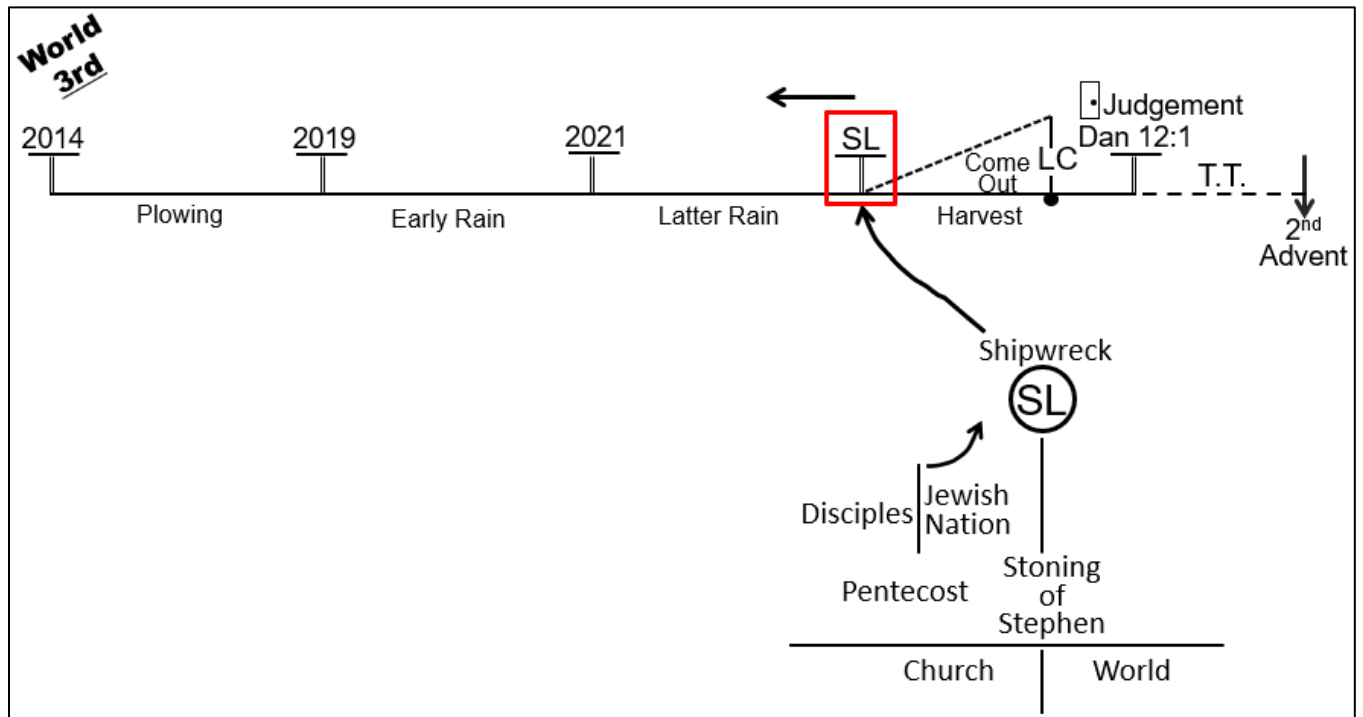 World
3rd
2014
2019
2021
SL
Judgement
Dan 12:1
Come LC
Out
T.T.
Plowing
Early Rain
Latter Rain
Harvest
2nd
Advent
Shipwreck
SL
Disciples
Jewish
Nation
Pentecost
Stoning
of
Stephen
Church
World